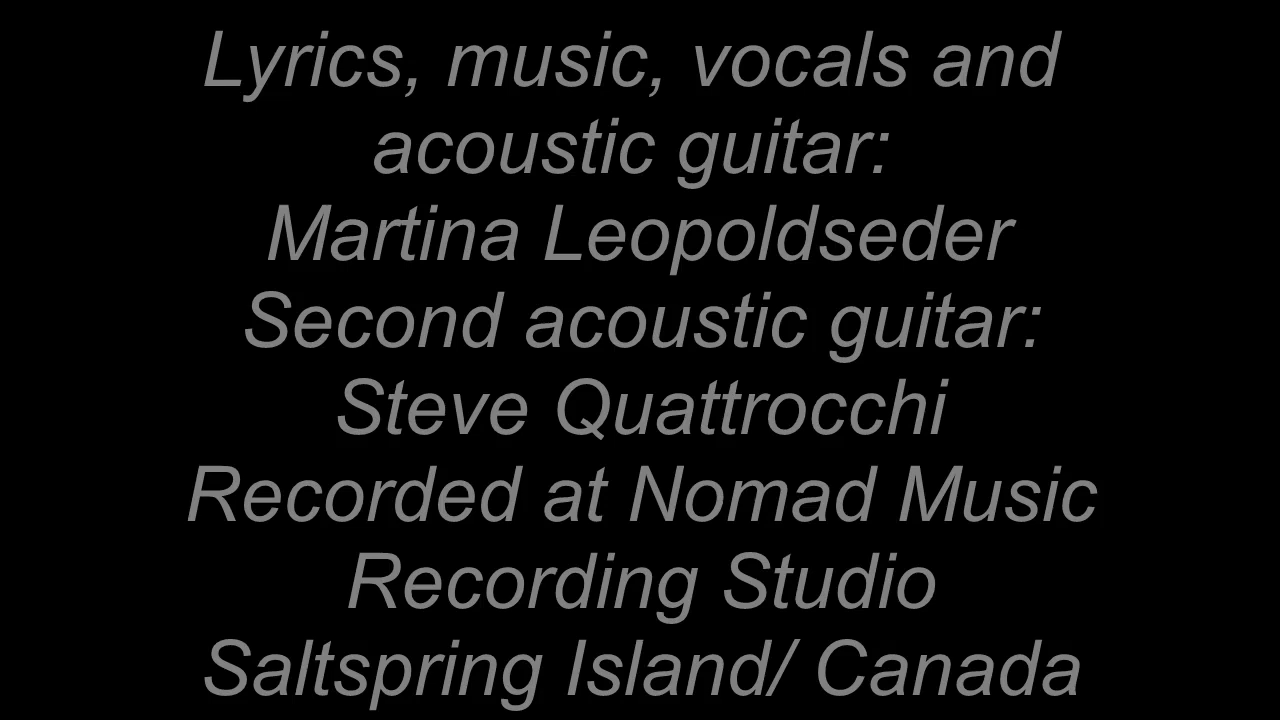 Lyrics, music, vocals and
acoustic guitar:
Martina Leopoldseder
Second acoustic guitar:
Steve Quattrocchi
Recorded at Nomad Music
Recording Studio
Saltspring Island/ Canada